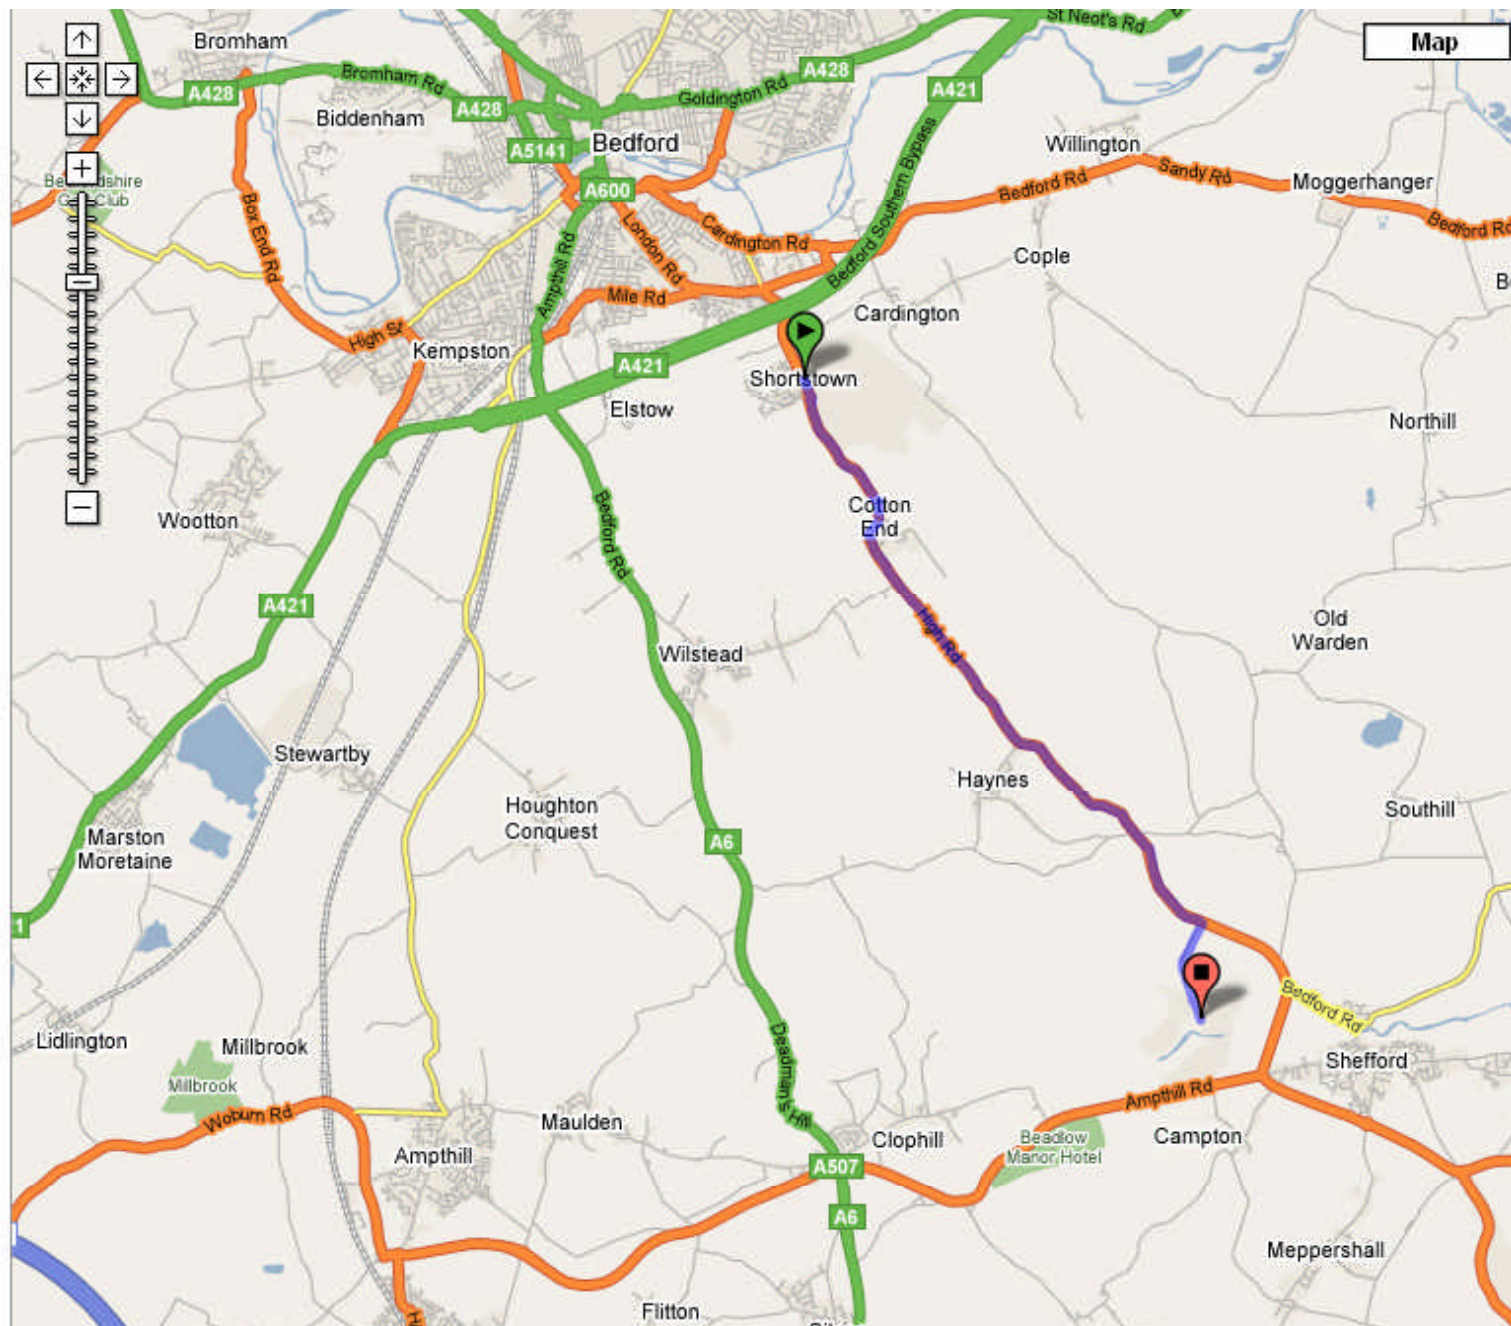 St Neot's Rd
Map
Bromham
Bromham Rd
A428
A428
Goldington Rd
A428
A421
Biddenham
A5141
Bedford
A600
Willington
Bedford Rd
Sandy Rd
Moggerhanger
Bedford Rd
Box End Rd
London Rd
Cardington Rd
Bedford Southern Bypass
Cople
Ampthill Rd
Mile Rd
Cardington
High St
Kempston
A421
Shortstown
Elstow
Northill
Wootton
Bedford Rd
Cotton
End
A421
High Rd
Old
Warden
Wilstead
Stewartby
Haynes
Houghton
Conquest
Southill
Marston
Moretaine
A6
Bedford Rd
Lidlington
Millbrook
Millbrook
Deadman's Hill
Shefford
Woburn Rd
Ampthill Rd
Maulden
Clophill
Beadlow
Manor Hotel
Campton
Ampthill
A507
A6
Meppershall
Flitton